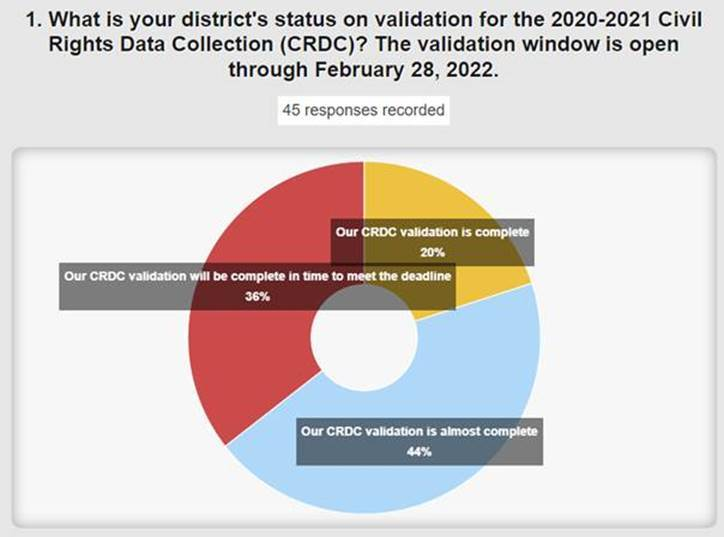 1. What is your district's status on validation for the 2020-2021 Civil
Rights Data Collection (CRDC)? The validation window is open
through February 28, 2022.
45 responses recorded
Our CRDC validation is complete
20%
Our CRDC validation will be complete in time to meet the deadline
36%
Our CRDC validation is almost complete
44%